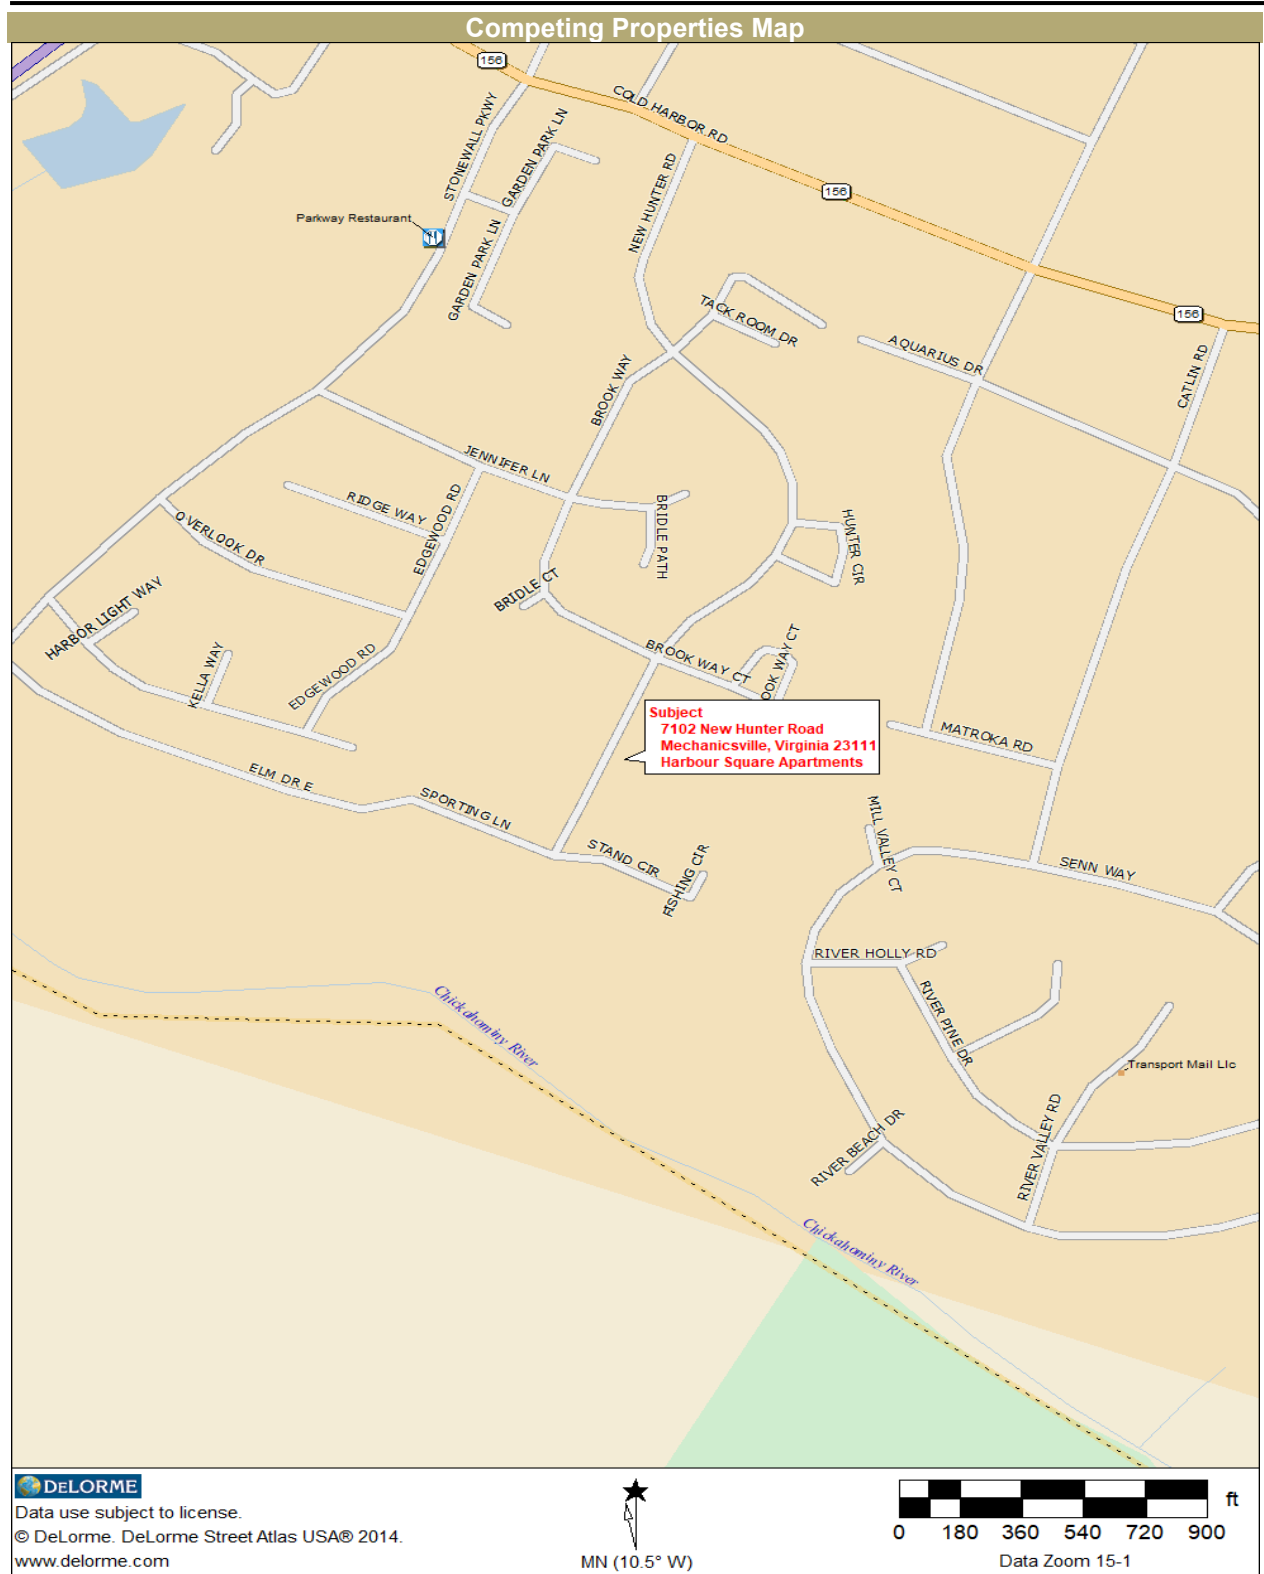 Competing Properties Map
156
COLD HARBOR RD
STONEWALL PKWY
GARDEN PARK LN
NEW HUNTER RD
156
Parkway Restaurant
GARDEN PARK LN
TACK ROOM DR
156
AQUARIUS DR
CATLIN RD
BROOK WAY
JENNIFER LN
RIDGE WAY
EDGEWOOD RD
BRIDLE PATH
HUNTER CIR
OVERLOOK DR
BRIDLE CT
HARBOR LIGHT WAY
KELLA WAY
EDGEWOOD RD
BROOK WAY CT
OOK WAY CT
Subject
7102 New Hunter Road
Mechanicsville, Virginia 23111
Harbour Square Apartments
MATROKA RD
ELM DR E
SPORTING LN
STAND CIR
FISHING CIR
MILL VALLEY CT
SENN WAY
RIVER HOLLY RD
RIVER PINE DR
Chickahominy River
Transport Mail Llc
RIVER BEACH DR
RIVER VALLEY RD
Chickahominy River
DELORME
Data use subject to license.
© DeLorme. DeLorme Street Atlas USA® 2014.
www.delorme.com
MN (10.5° W)
ft
0 180 360 540 720 900
Data Zoom 15-1